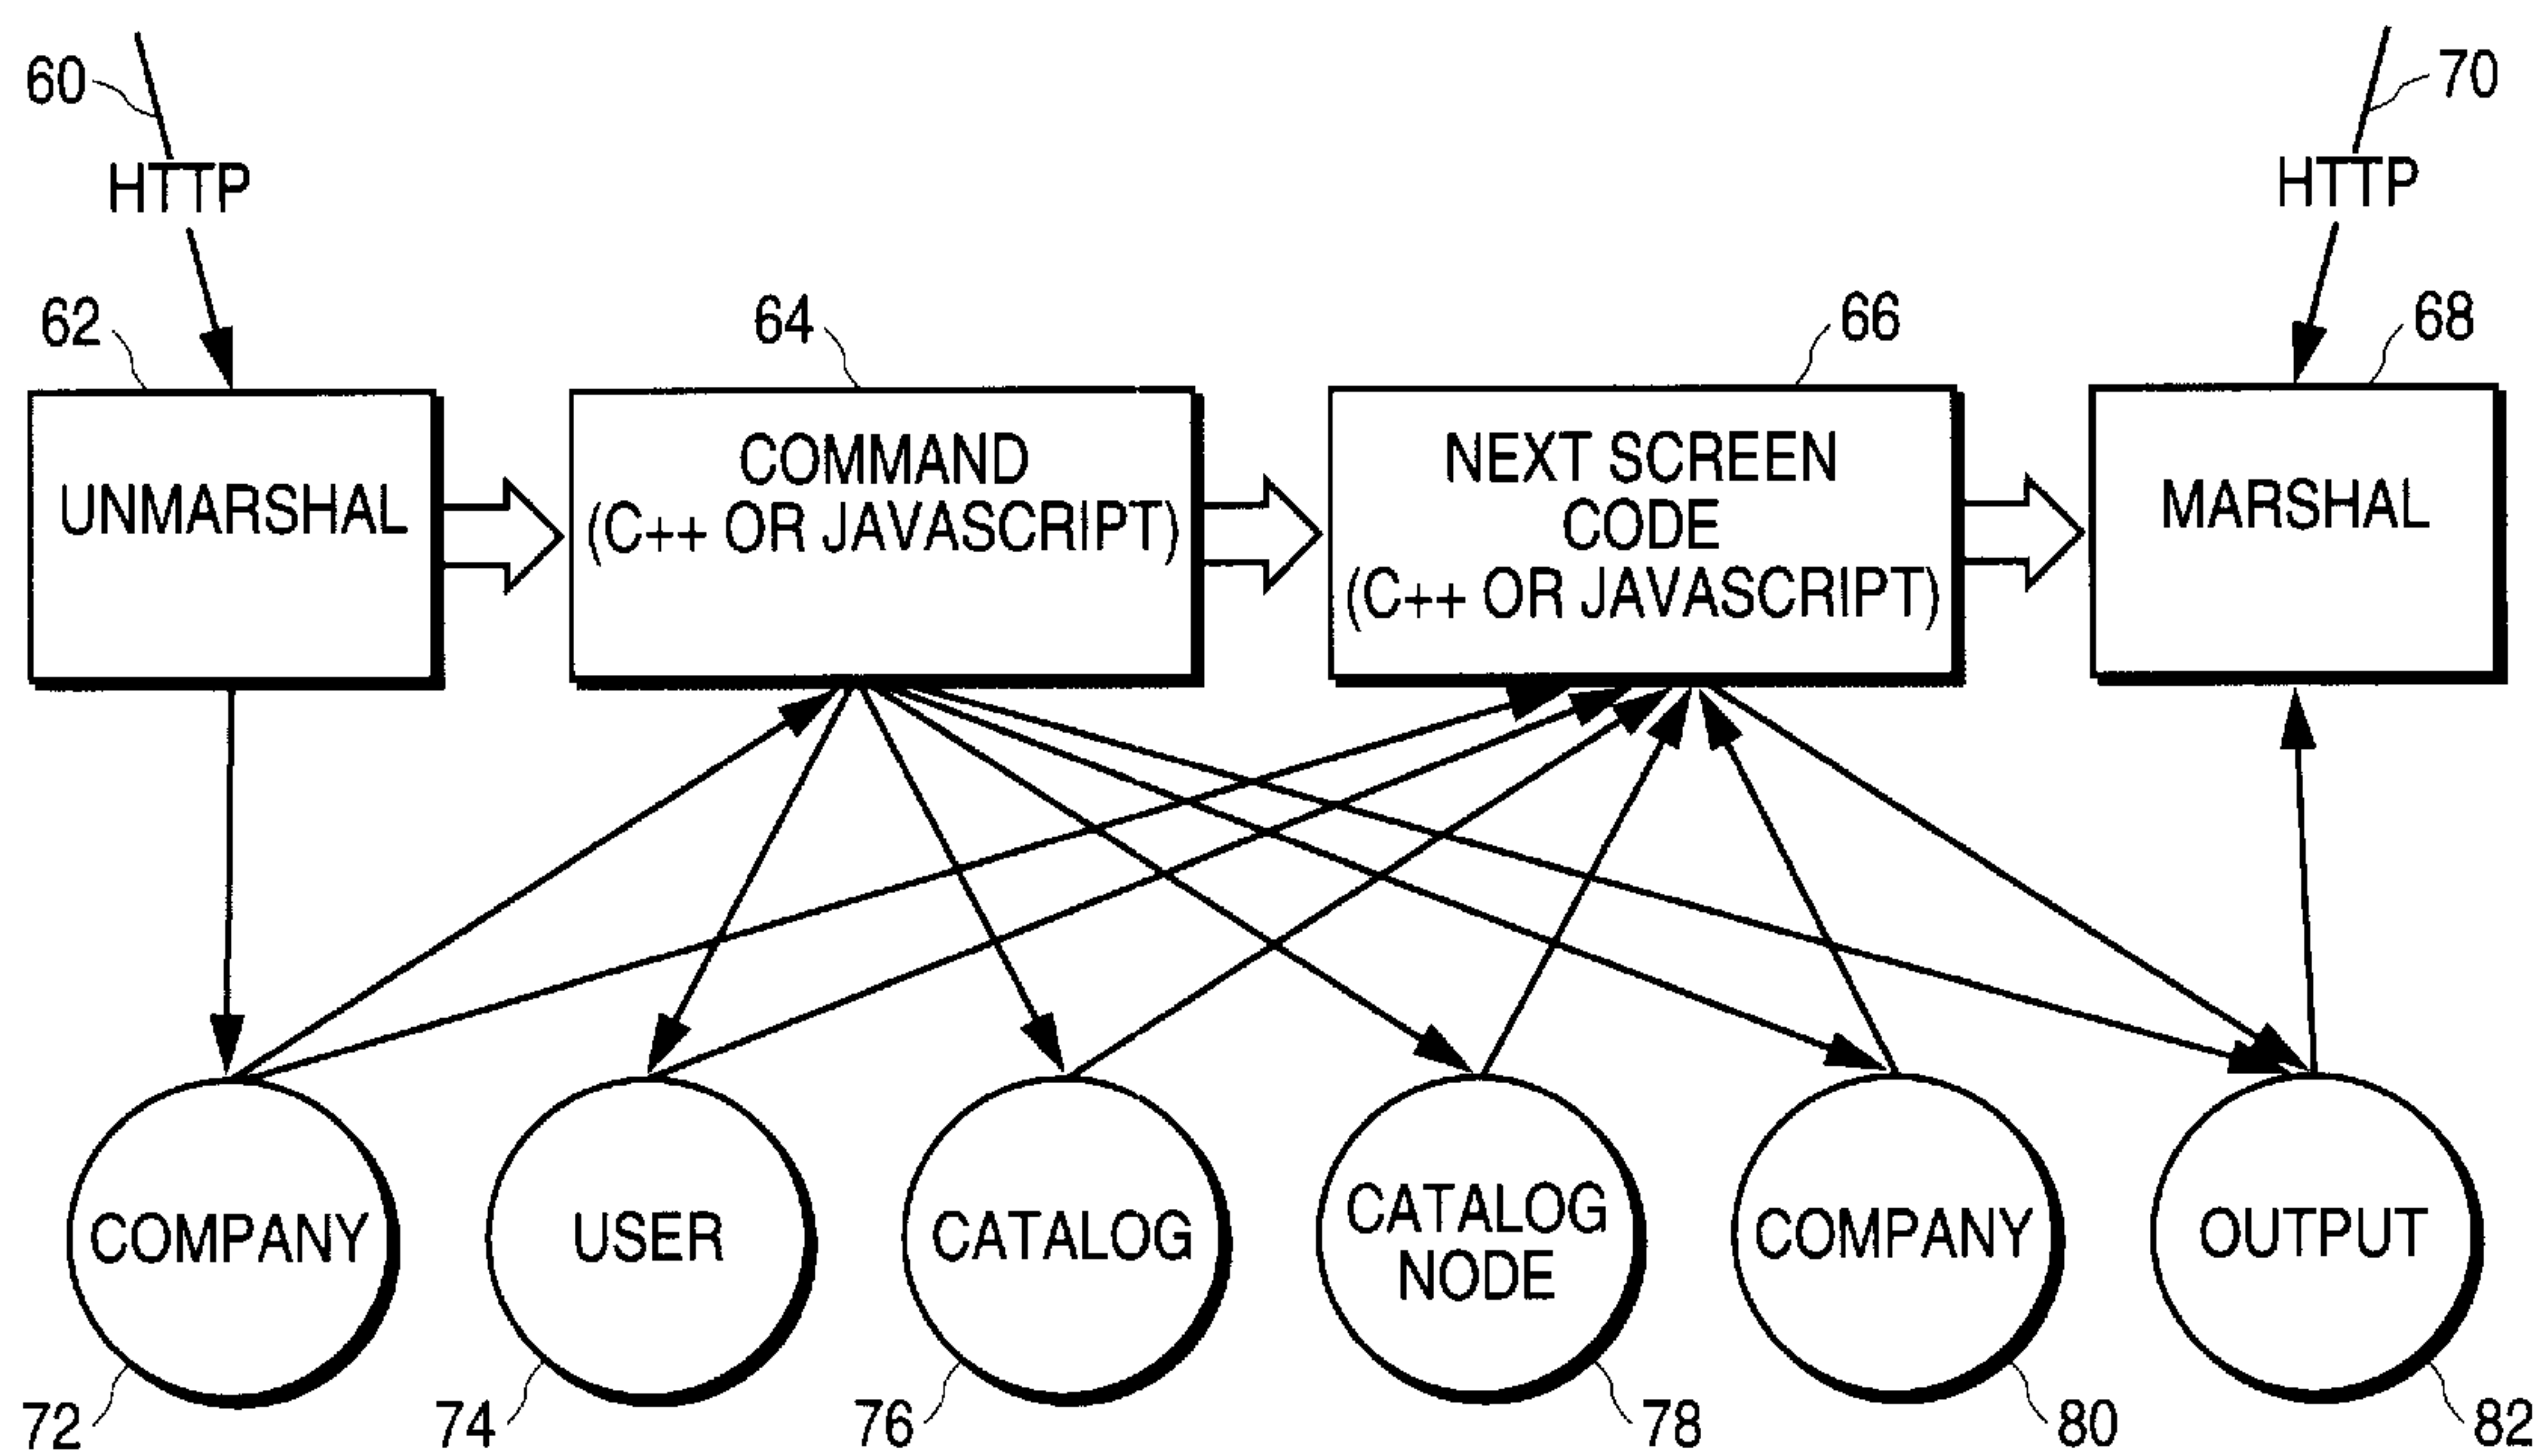 60
70
HTTP
HTTP
62
64
66
68
UNMARSHAL
COMMAND
(C++ OR JAVASCRIPT)
NEXT SCREEN
CODE
(C++ OR JAVASCRIPT)
MARSHAL
COMPANY
USER
CATALOG
CATALOG
NODE
COMPANY
OUTPUT
72
74
76
78
80
82